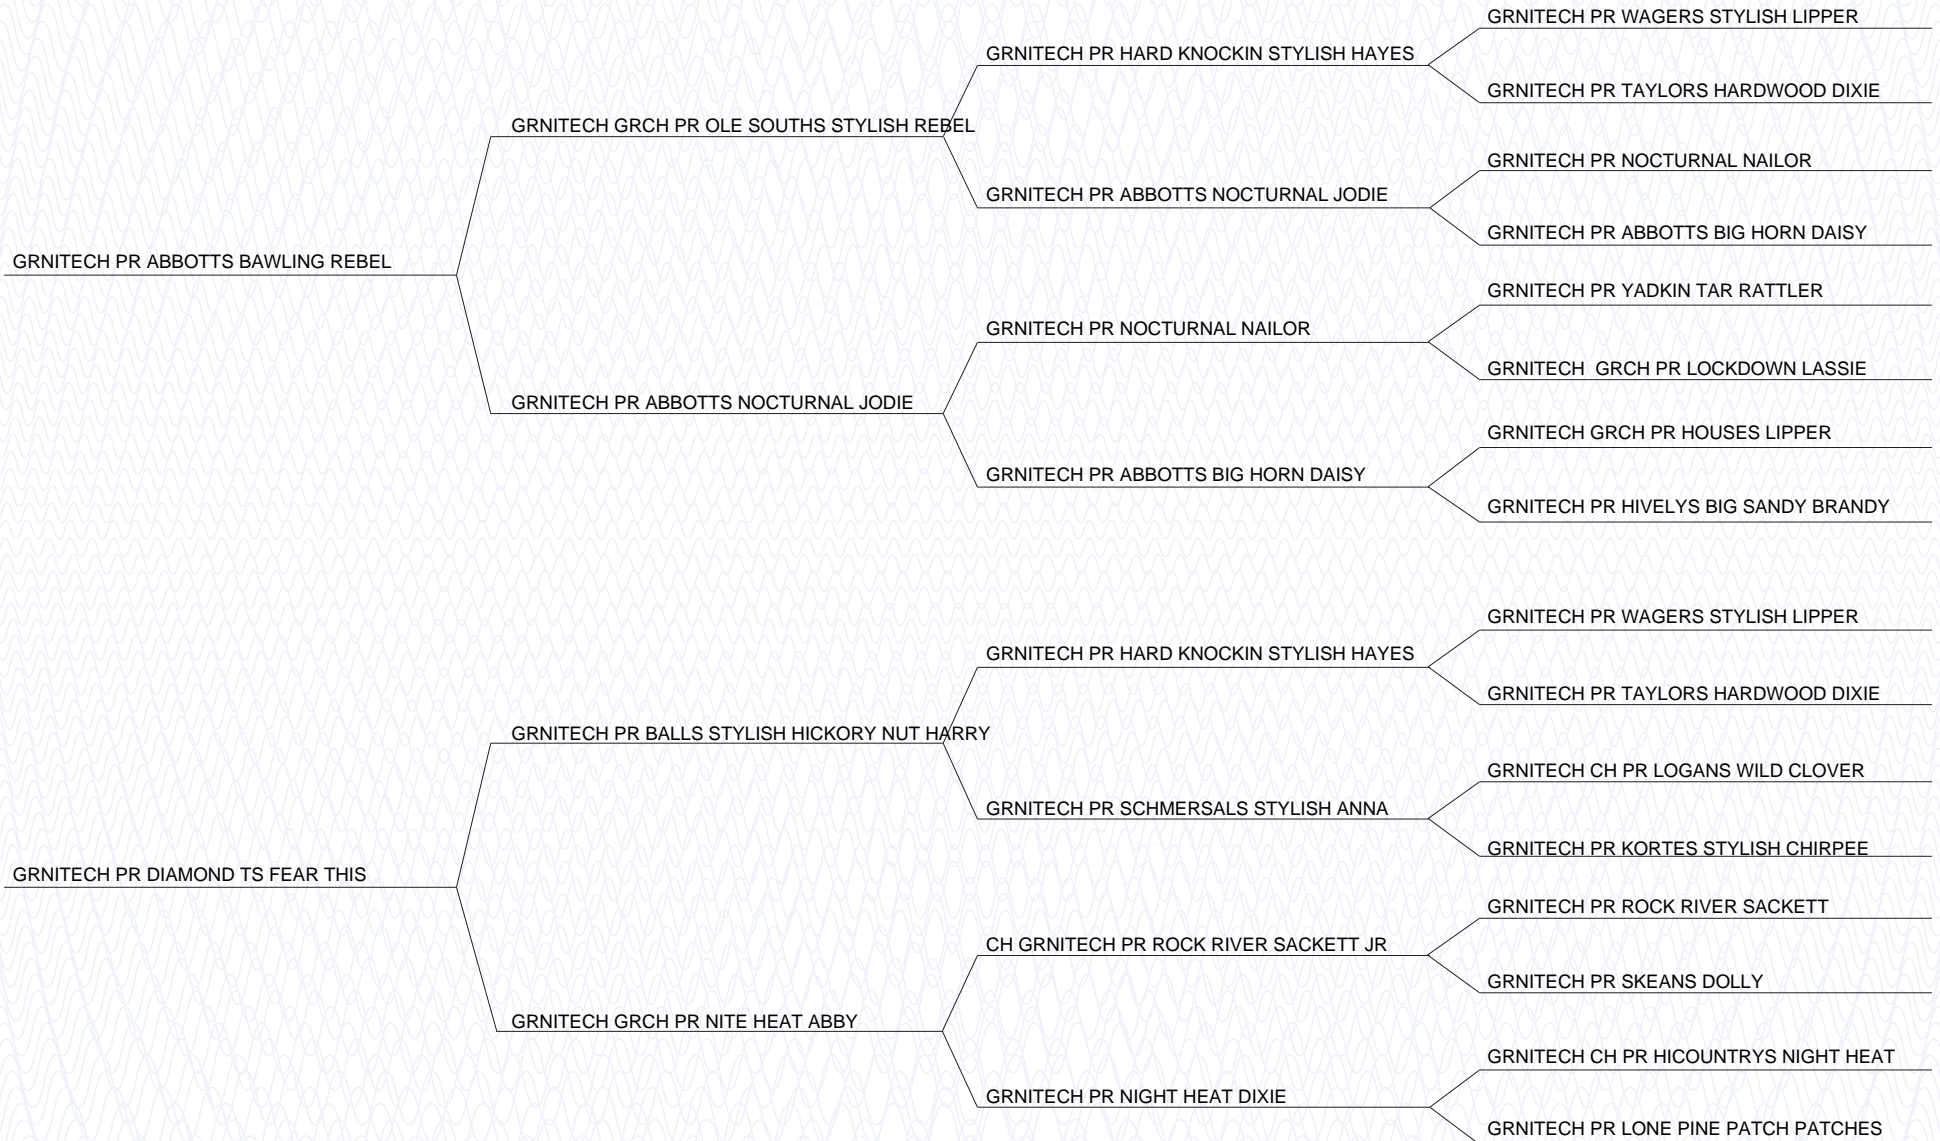 GRNITECH PR WAGERS STYLISH LIPPER
GRNITECH PR HARD KNOCKIN STYLISH HAYES
GRNITECH PR TAYLORS HARDWOOD DIXIE
GRNITECH GRCH PR OLE SOUTHS STYLISH REBEL
GRNITECH PR NOCTURNAL NAILOR
GRNITECH PR ABBOTTS NOCTURNAL JODIE
GRNITECH PR ABBOTTS BIG HORN DAISY
GRNITECH PR ABBOTTS BAWLING REBEL
GRNITECH PR YADKIN TAR RATTLER
GRNITECH PR NOCTURNAL NAILOR
GRNITECH  GRCH PR LOCKDOWN LASSIE
GRNITECH PR ABBOTTS NOCTURNAL JODIE
GRNITECH GRCH PR HOUSES LIPPER
GRNITECH PR ABBOTTS BIG HORN DAISY
GRNITECH PR HIVELYS BIG SANDY BRANDY
GRNITECH PR WAGERS STYLISH LIPPER
GRNITECH PR HARD KNOCKIN STYLISH HAYES
GRNITECH PR TAYLORS HARDWOOD DIXIE
GRNITECH PR BALLS STYLISH HICKORY NUT HARRY
GRNITECH CH PR LOGANS WILD CLOVER
GRNITECH PR SCHMERSALS STYLISH ANNA
GRNITECH PR KORTES STYLISH CHIRPEE
GRNITECH PR DIAMOND TS FEAR THIS
GRNITECH PR ROCK RIVER SACKETT
CH GRNITECH PR ROCK RIVER SACKETT JR
GRNITECH PR SKEANS DOLLY
GRNITECH GRCH PR NITE HEAT ABBY
GRNITECH CH PR HICOUNTRYS NIGHT HEAT
GRNITECH PR NIGHT HEAT DIXIE
GRNITECH PR LONE PINE PATCH PATCHES